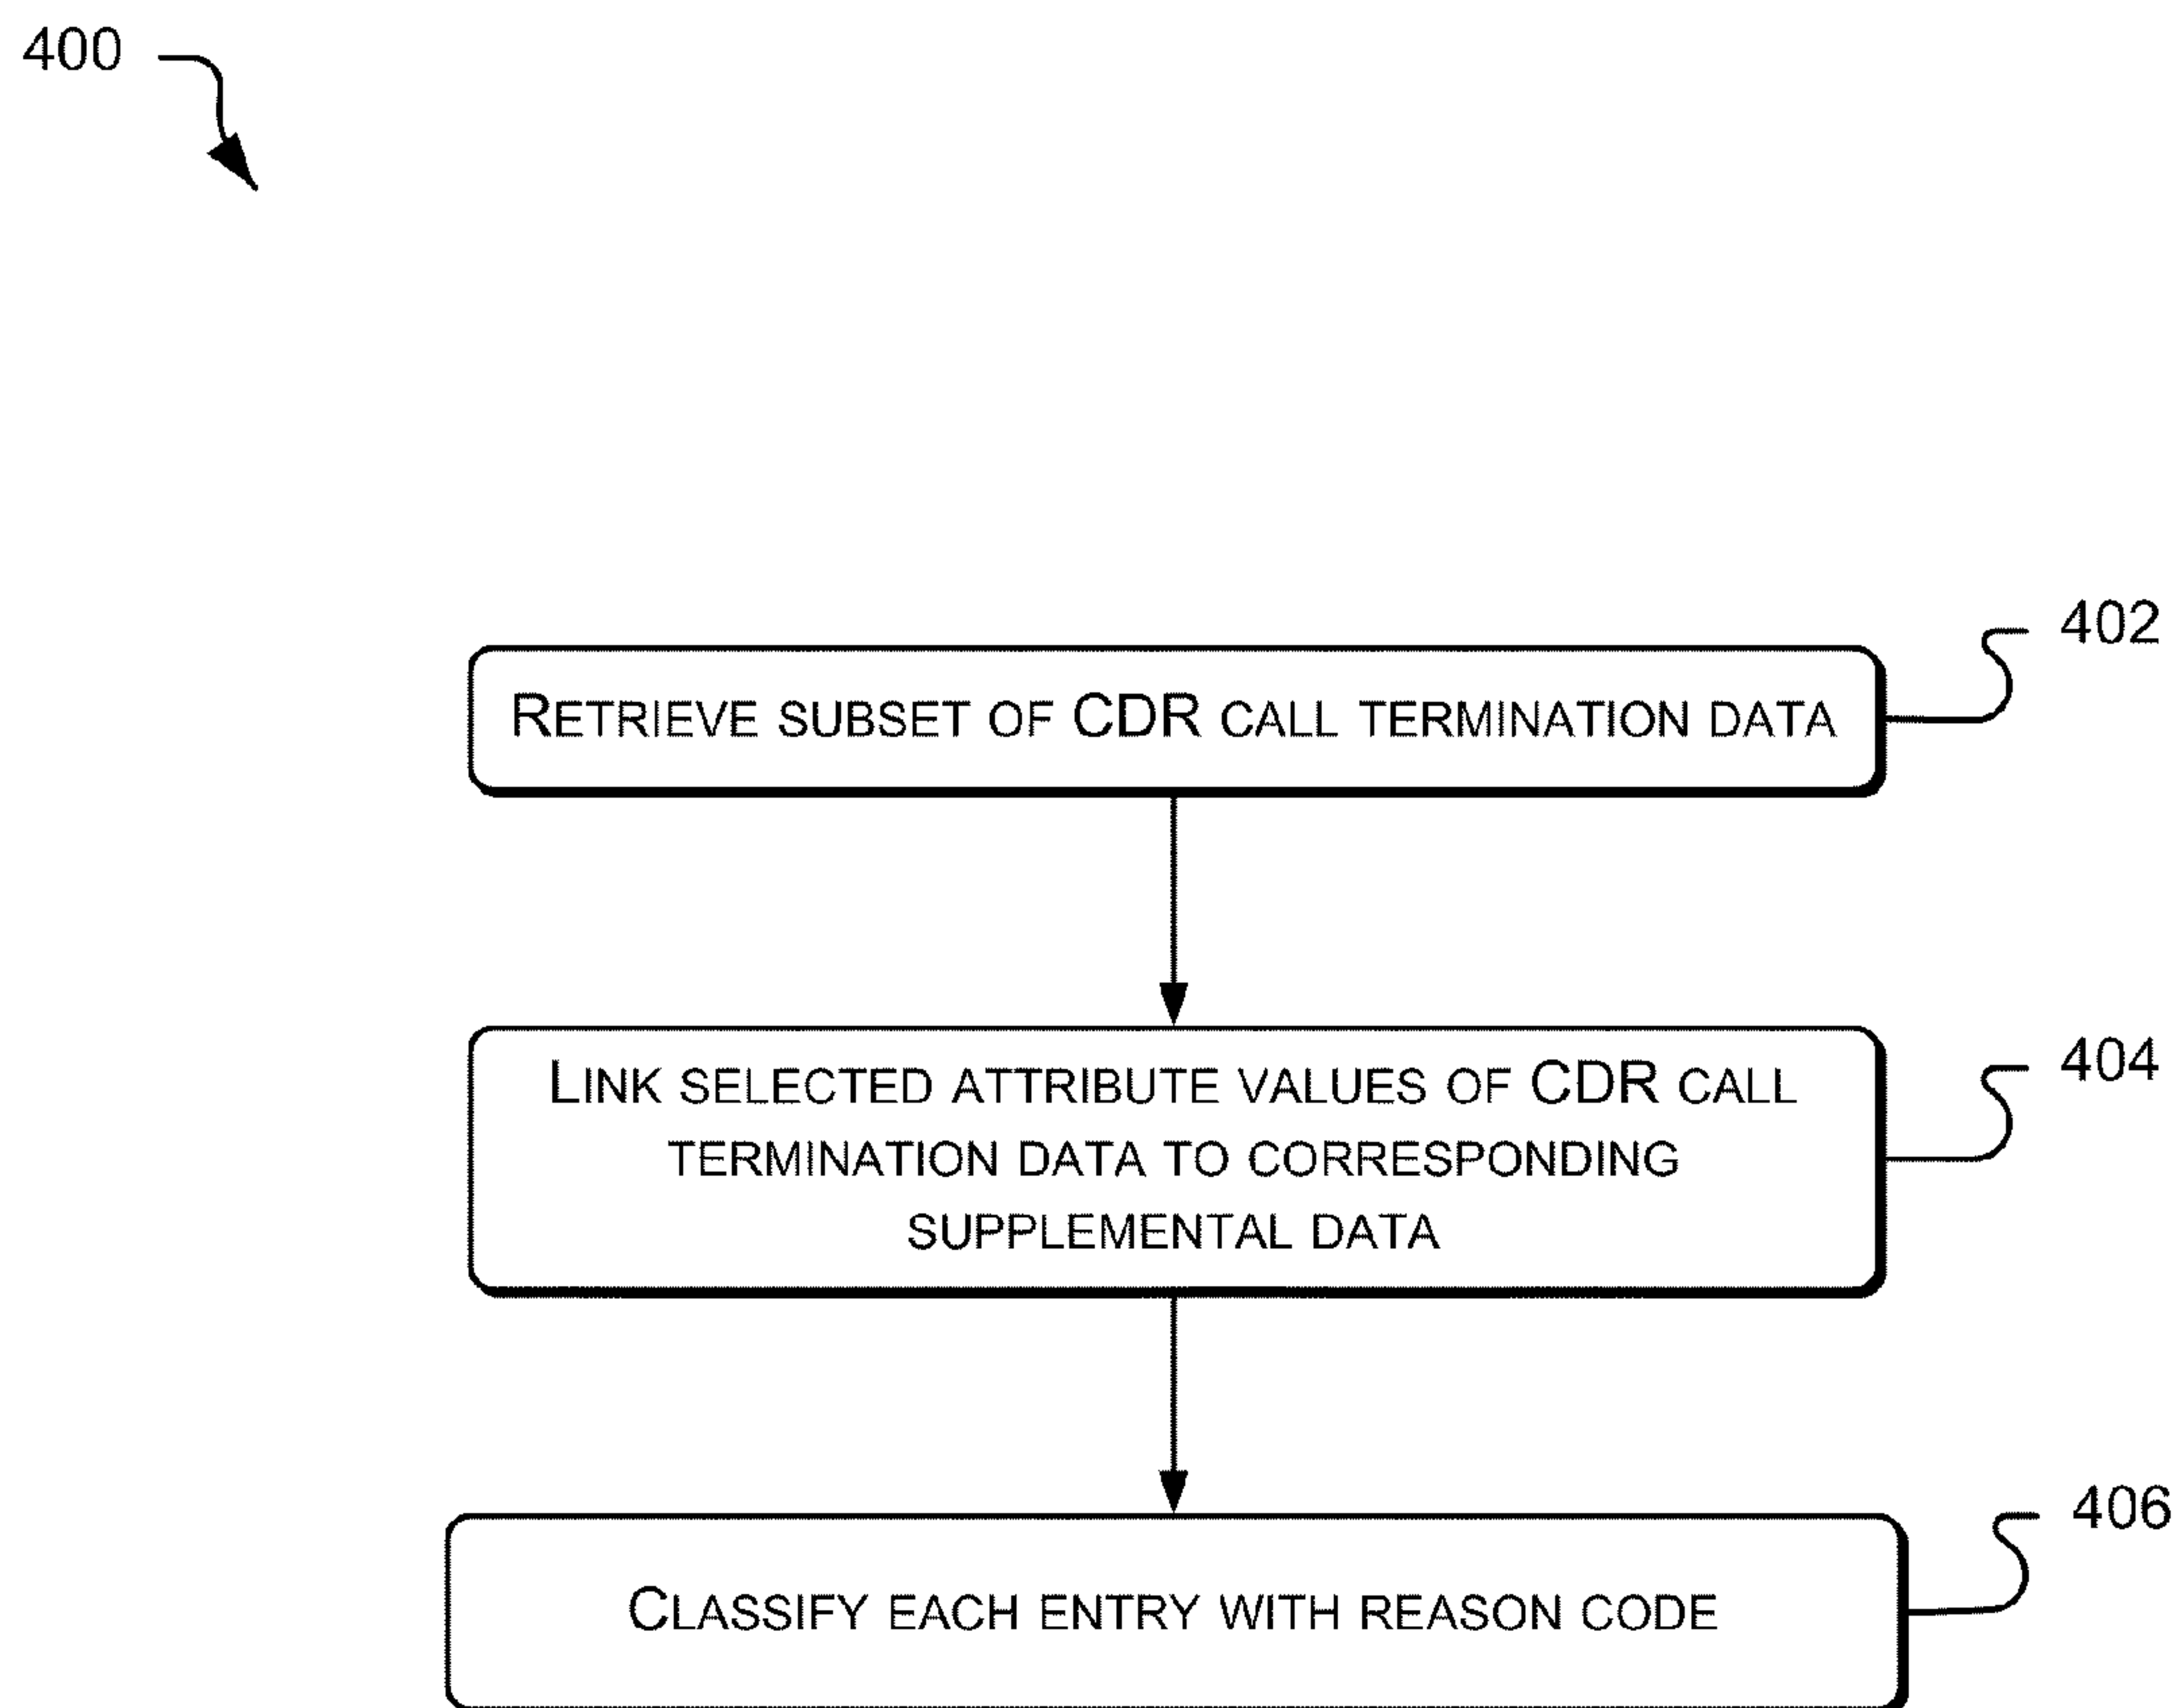 400
402
RETRIEVE SUBSET OF CDR CALL TERMINATION DATA
404
LINK SELECTED ATTRIBUTE VALUES OF CDR CALL
TERMINATION DATA TO CORRESPONDING
SUPPLEMENTAL DATA
406
CLASSIFY EACH ENTRY WITH REASON CODE